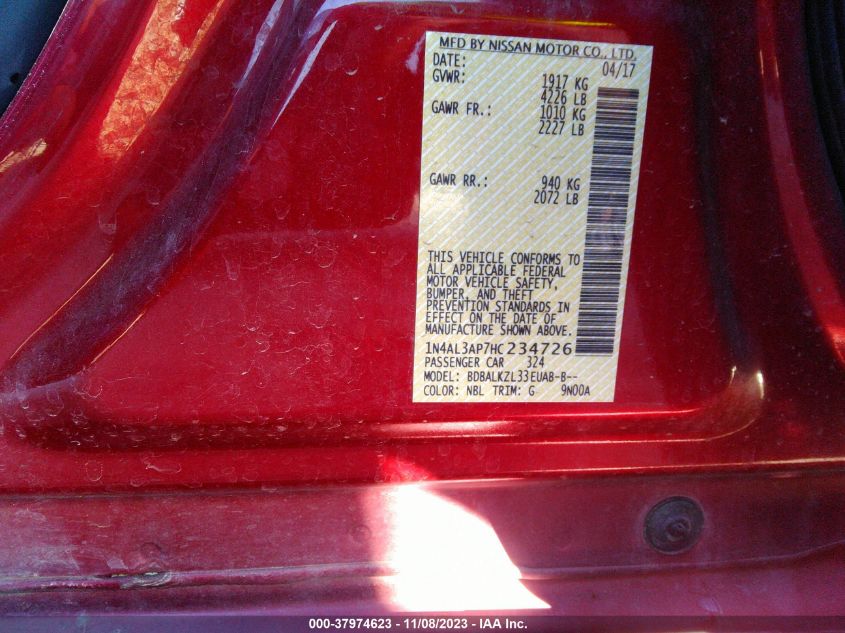 MFD BY NISSAN MOTOR CO., LTD.
DATE: 04/17
GVWR: 1917 KG
4226 LB
GAWR FR.: 1010 KG
2227 LB
GAWR RR.: 940 KG
2072 LB
THIS VEHICLE CONFORMS TO
ALL APPLICABLE FEDERAL
MOTOR VEHICLE SAFETY,
BUMPER, AND THEFT
PREVENTION STANDARDS IN
EFFECT ON THE DATE OF
MANUFACTURE SHOWN ABOVE.
1N4AL3AP7HC234726
PASSENGER CAR 324
MODEL: BDBALKZL33EUAB-B--
COLOR: NBL TRIM: G 9N00A
000-37974623 - 11/08/2023 - IAA Inc.